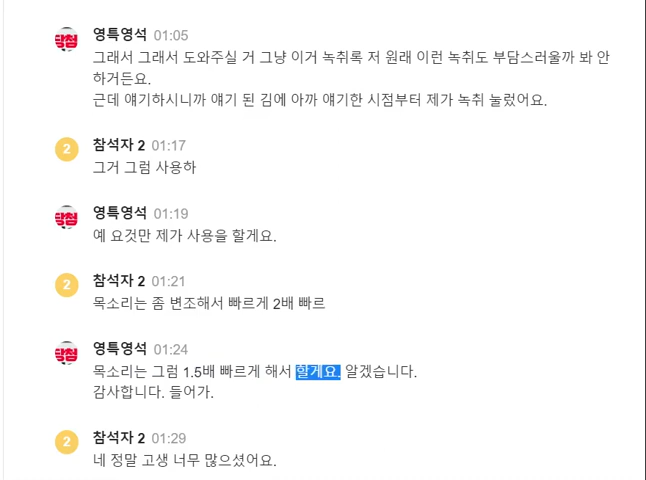 영특영석 01:05
그래서 그래서 도와주실 거 그냥 이거 녹취록 저 원래 이런 녹취도 부담스러울까 봐 안
하거든요.
근데 얘기하시니까 얘기 된 김에 아까 얘기한 시점부터 제가 녹취 눌렀어요.
2 참석자 2 01:17
그거 그럼 사용하
영특영석 01:19
예 요것만 제가 사용을 할게요.
2 참석자 2 01:21
목소리는 좀 변조해서 빠르게 2배 빠르
영특영석 01:24
목소리는 그럼 1.5배 빠르게 해서 할게요. 알겠습니다.
감사합니다. 들어가.
2 참석자 2 01:29
네 정말 고생 너무 많으셨어요.